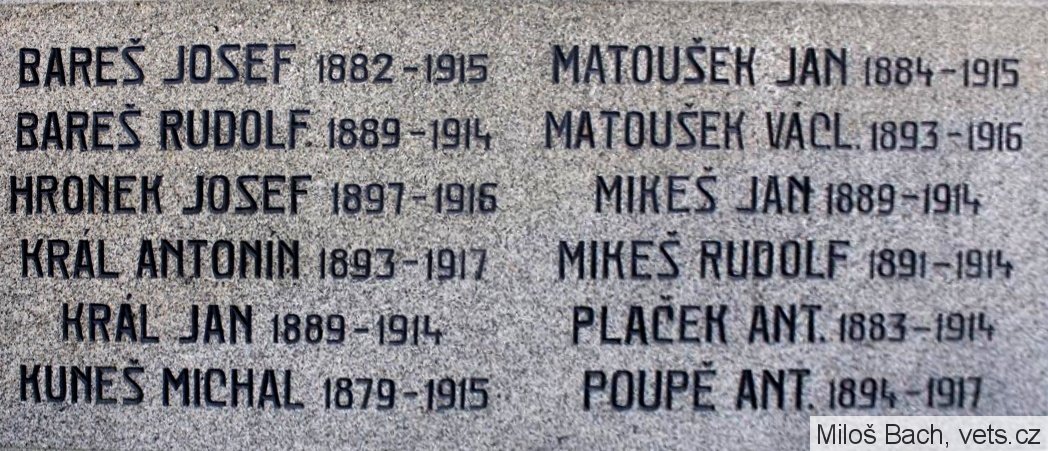 BAREŠ JOSEF 1882-1915
BAREŠ RUDOLF. 1889-1914
HRONEK JOSEF 1897-1916
KRÁL ANTONÍN 1893-1917
KRÁL JAN 1889-1914
KUNEŠ MICHAL 1879-1915
MATOUŠEK JAN 1884-1915
MATOUŠEK VÁCL. 1893-1916
MIKEŠ JAN 1889-1914
MIKEŠ RUDOLF 1891-1914
PLAČEK ANT. 1883-1914
POUPĚ ANT. 1894-1917
Miloš Bach, vets.cz